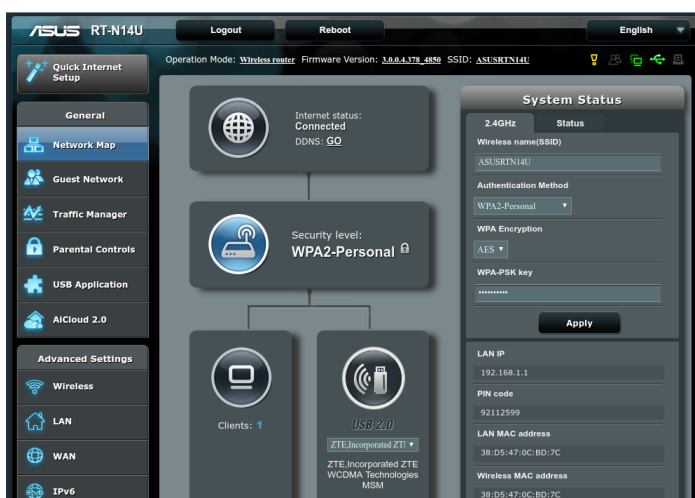 ASUS RT-N14U
Logout
Reboot
English
Operation Mode: Wireless router Firmware Version: 3.0.0.4.378_4850 SSID: ASUSRTN14U
Quick Internet
Setup
General
Network Map
Guest Network
Traffic Manager
Parental Controls
USB Application
AiCloud 2.0
Advanced Settings
Wireless
LAN
WAN
IPv6
Internet status:
Connected
DDNS: GO
Security level:
WPA2-Personal
Clients: 1
USB 2.0
ZTE,Incorporated ZTI
ZTE,Incorporated ZTE
WCDMA Technologies
MSM
System Status
2.4GHz Status
Wireless name(SSID)
ASUSRTN14U
Authentication Method
WPA2-Personal
WPA Encryption
AES
WPA-PSK key
••••••••••
Apply
LAN IP
192.168.1.1
PIN code
92112599
LAN MAC address
38:D5:47:0C:BD:7C
Wireless MAC address
38:D5:47:0C:BD:7C